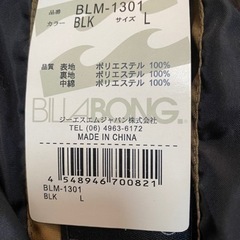 品番 BLM-1301
カラー BLK サイズ L
品質 表地 ポリエステル 100%
裏地 ポリエステル 100%
中綿 ポリエステル 100%
BILLABONG
ジーエスエムジャパン株式会社
TEL (06) 4963-6172
MADE IN CHINA
BLM-1301
BLK L
4 548946 700821